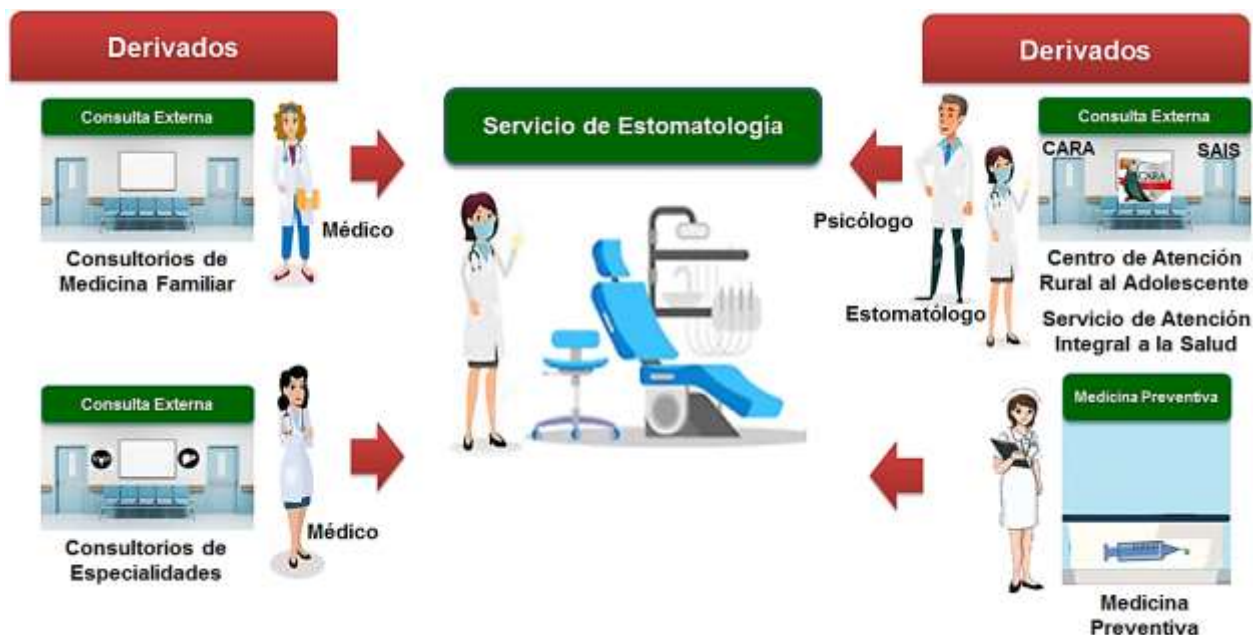 Derivados
Consulta Externa
Médico
Consultorios de
Medicina Familiar
Consulta Externa
Médico
Consultorios de
Especialidades
Servicio de Estomatología
Derivados
Consulta Externa
CARA
SAIS
CARA
Psicólogo
Estomatólogo
Centro de Atención
Rural al Adolescente
Servicio de Atención
Integral a la Salud
Medicina Preventiva
Medicina
Preventiva